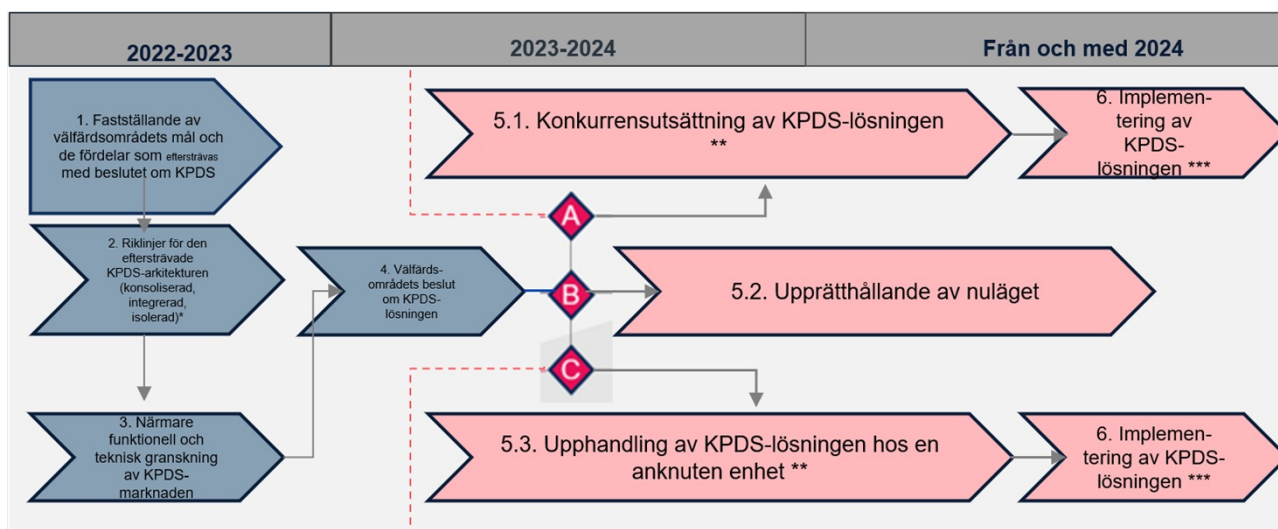 2022-2023
2023-2024
Från och med 2024
1. Fastställande av
välfärdsområdets mål och
de fördelar som eftersträvas
med beslutet om KPDS
2. Riklinjer för den
eftersträvade
KPDS-arkitekturen
(konsoliserad,
integrerad,
isolerad)*
3. Närmare
funktionell och
teknisk granskning
av KPDS-
marknaden
4. Välfärds-
områdets beslut
om KPDS-
lösningen
A
B
C
5.1. Konkurrensutsättning av KPDS-lösningen
**
6. Implemen-
tering av
KPDS-
lösningen ***
5.2. Upprätthållande av nuläget
5.3. Upphandling av KPDS-lösningen hos en
anknuten enhet **
6. Implemen-
tering av KPDS-
lösningen ***